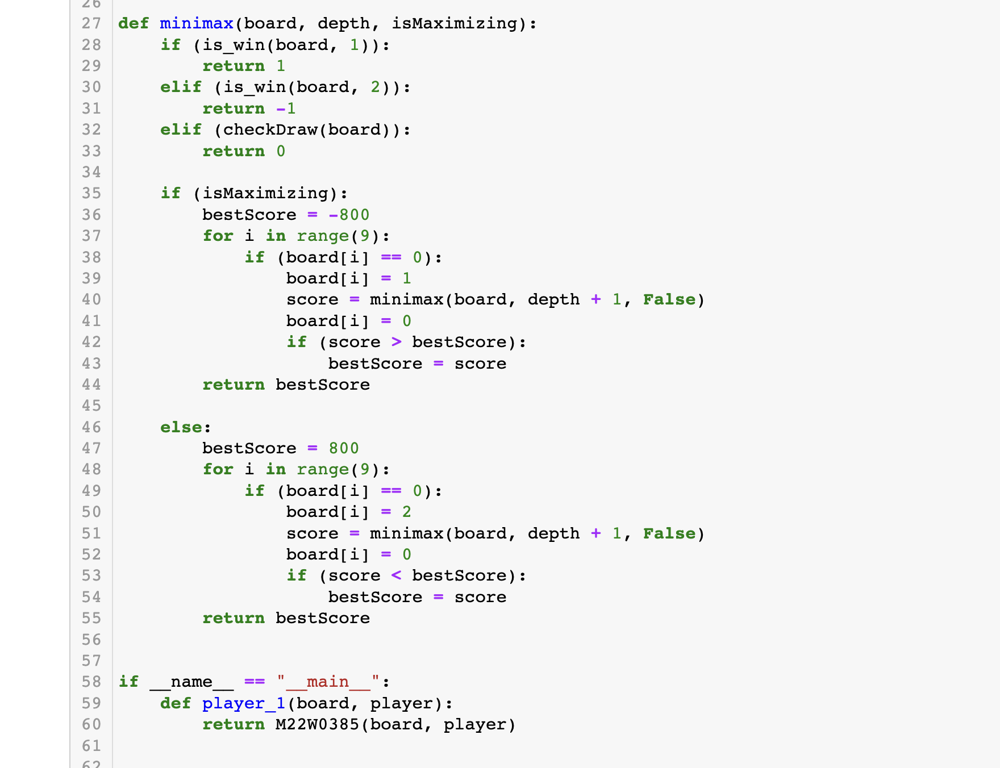 26
27 def minimax(board, depth, isMaximizing):
28     if (is_win(board, 1)):
29         return 1
30     elif (is_win(board, 2)):
31         return -1
32     elif (checkDraw(board)):
33         return 0
34
35     if (isMaximizing):
36         bestScore = -800
37         for i in range(9):
38             if (board[i] == 0):
39                 board[i] = 1
40                 score = minimax(board, depth + 1, False)
41                 board[i] = 0
42                 if (score > bestScore):
43                     bestScore = score
44         return bestScore
45
46     else:
47         bestScore = 800
48         for i in range(9):
49             if (board[i] == 0):
50                 board[i] = 2
51                 score = minimax(board, depth + 1, False)
52                 board[i] = 0
53                 if (score < bestScore):
54                     bestScore = score
55         return bestScore
56
57
58 if __name__ == "__main__":
59     def player_1(board, player):
60         return M22W0385(board, player)
61
62